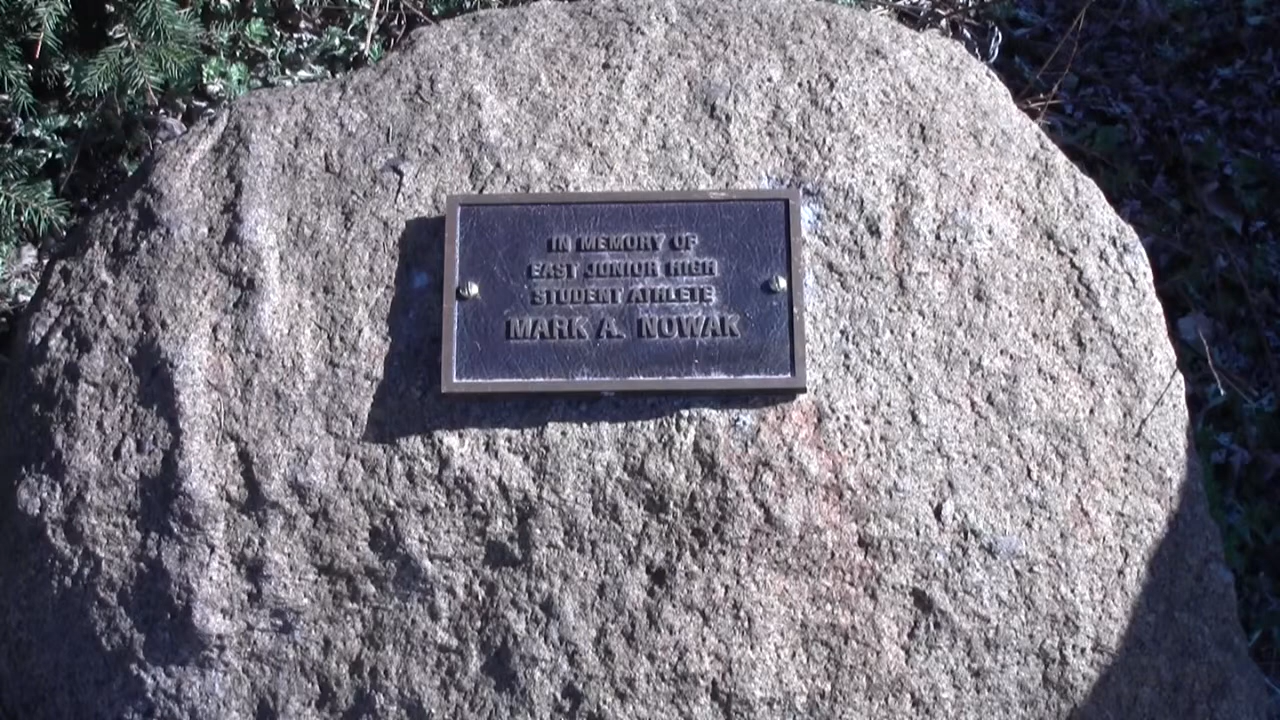 IN MEMORY OF
EAST JUNIOR HIGH
STUDENT ATHLETE
MARK A. NOWAK